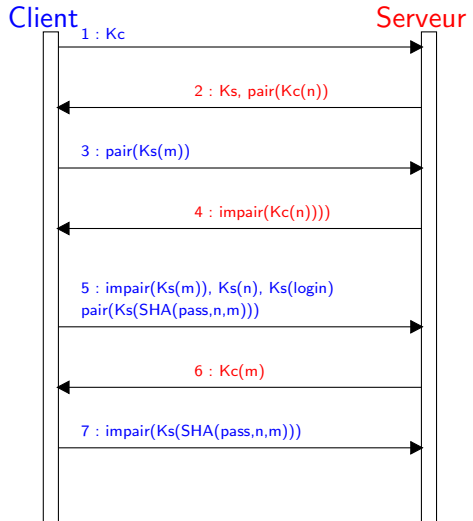 Client
Serveur
1 : Kc
2 : Ks, pair(Kc(n))
3 : pair(Ks(m))
4 : impair(Kc(n))))
5 : impair(Ks(m)), Ks(n), Ks(login)
pair(Ks(SHA(pass,n,m)))
6 : Kc(m)
7 : impair(Ks(SHA(pass,n,m)))